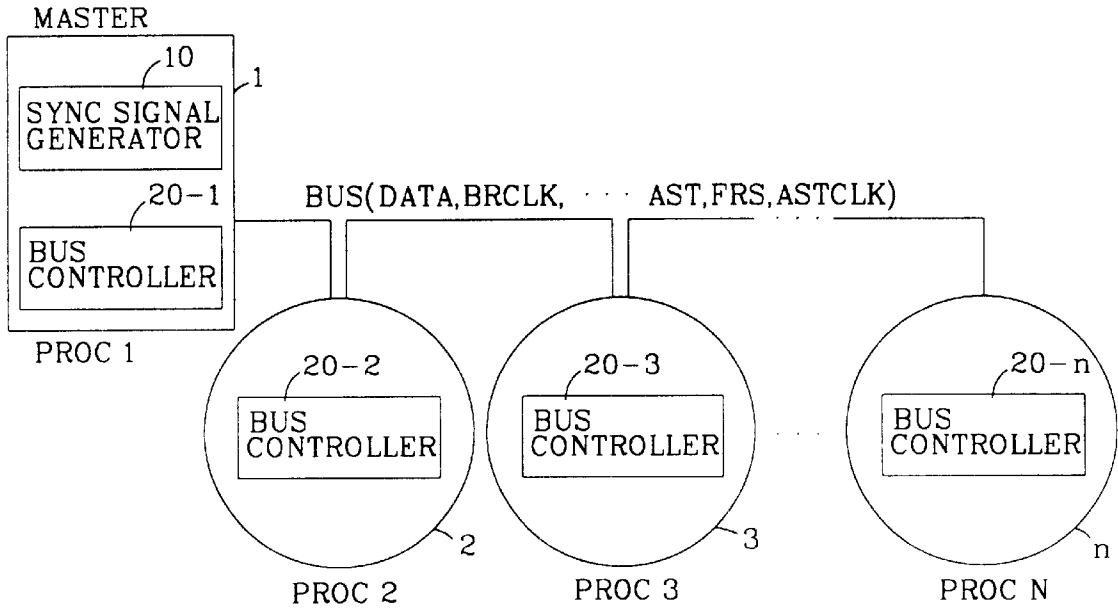 MASTER
10
1
SYNC SIGNAL
GENERATOR
20-1
BUS
CONTROLLER
PROC 1
BUS(DATA,BRCLK, ···· AST,FRS,ASTCLK)
20-2
BUS
CONTROLLER
2
PROC 2
20-3
BUS
CONTROLLER
3
PROC 3
20-n
BUS
CONTROLLER
n
PROC N